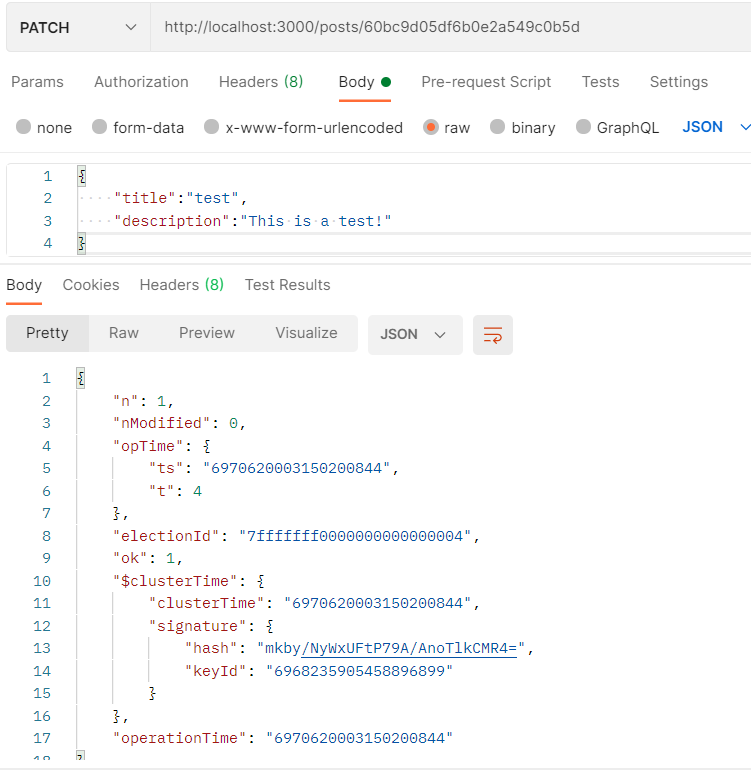 PATCH http://localhost:3000/posts/60bc9d05df6b0e2a549c0b5d
Params Authorization Headers (8) Body Pre-request Script Tests Settings
none form-data x-www-form-urlencoded raw binary GraphQL JSON
1 {
2 ····"title":"test",
3 ····"description":"This·is·a·test!"
4 }
Body Cookies Headers (8) Test Results
Pretty Raw Preview Visualize JSON
1 {
2 "n": 1,
3 "nModified": 0,
4 "opTime": {
5 "ts": "6970620003150200844",
6 "t": 4
7 },
8 "electionId": "7fffffff0000000000000004",
9 "ok": 1,
10 "$clusterTime": {
11 "clusterTime": "6970620003150200844",
12 "signature": {
13 "hash": "mkby/NyWxUFtP79A/AnoTlkCMR4=",
14 "keyId": "6968235905458896899"
15 }
16 },
17 "operationTime": "6970620003150200844"
18 }